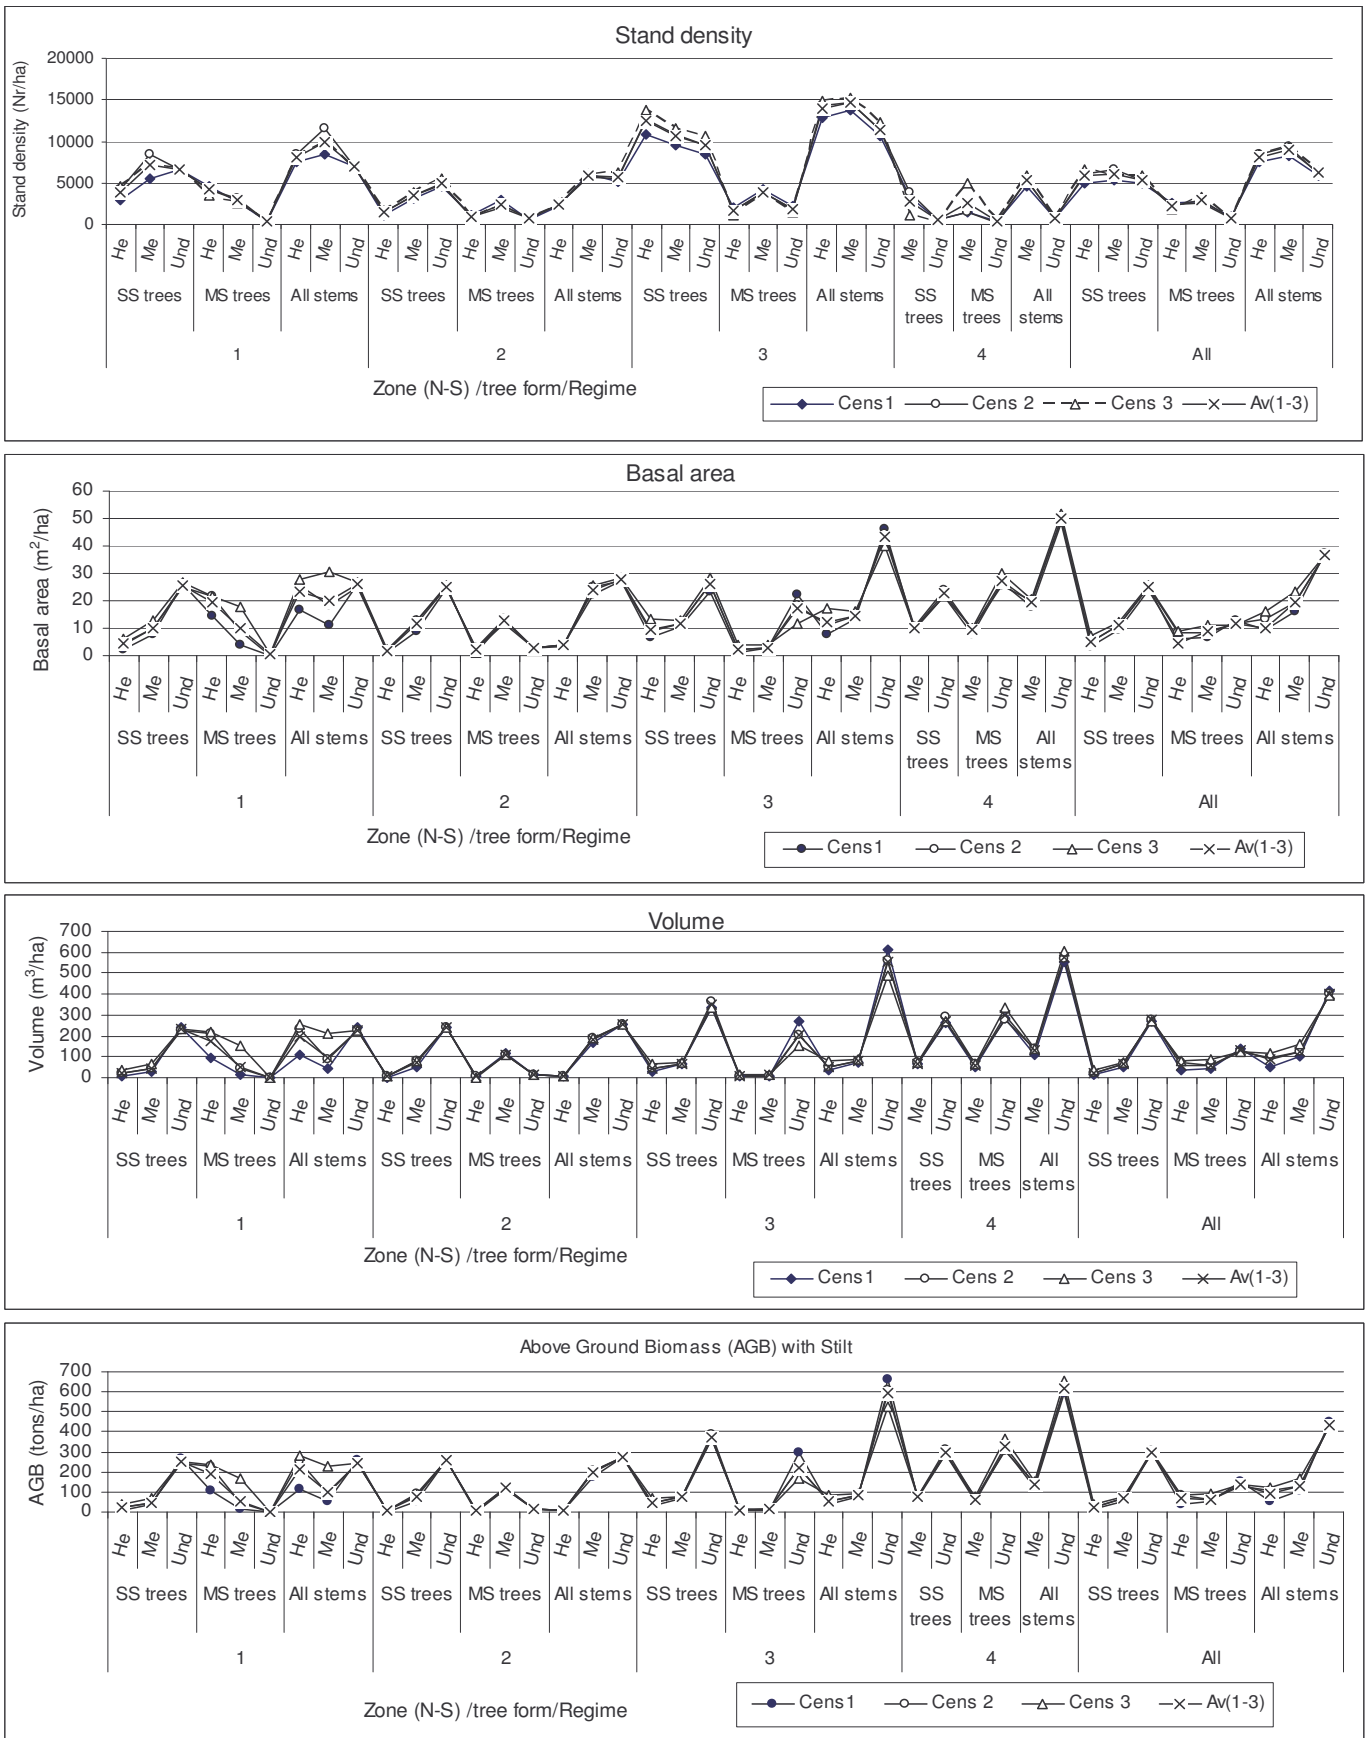 Stand density
Stand density (Nr/ha)
20000
15000
10000
5000
0
He Me Und He Me Und He Me Und He Me Und He Me Und He Me Und He Me Und He Me Und He Me Und Me Und Me Und Me Und He Me Und He Me Und He Me Und
SS trees MS trees All stems SS trees MS trees All stems SS trees MS trees All stems SS trees MS trees All stems SS trees MS trees All stems
1 2 3 4 All
Zone (N-S) /tree form/Regime
Cens1 Cens 2 Cens 3 Av(1-3)
Basal area
Basal area (m²/ha)
60
50
40
30
20
10
0
He Me Und He Me Und He Me Und He Me Und He Me Und He Me Und He Me Und He Me Und He Me Und Me Und Me Und Me Und He Me Und He Me Und He Me Und
SS trees MS trees All stems SS trees MS trees All stems SS trees MS trees All stems SS trees MS trees All stems SS trees MS trees All stems
1 2 3 4 All
Zone (N-S) /tree form/Regime
Cens1 Cens 2 Cens 3 Av(1-3)
Volume
Volume (m³/ha)
700
600
500
400
300
200
100
0
He Me Und He Me Und He Me Und He Me Und He Me Und He Me Und He Me Und He Me Und He Me Und Me Und Me Und Me Und He Me Und He Me Und He Me Und
SS trees MS trees All stems SS trees MS trees All stems SS trees MS trees All stems SS trees MS trees All stems SS trees MS trees All stems
1 2 3 4 All
Zone (N-S) /tree form/Regime
Cens1 Cens 2 Cens 3 Av(1-3)
Above Ground Biomass (AGB) with Stilt
AGB (tons/ha)
700
600
500
400
300
200
100
0
He Me Und He Me Und He Me Und He Me Und He Me Und He Me Und He Me Und He Me Und He Me Und Me Und Me Und Me Und He Me Und He Me Und He Me Und
SS trees MS trees All stems SS trees MS trees All stems SS trees MS trees All stems SS trees MS trees All stems SS trees MS trees All stems
1 2 3 4 All
Zone (N-S) /tree form/Regime
Cens1 Cens 2 Cens 3 Av(1-3)